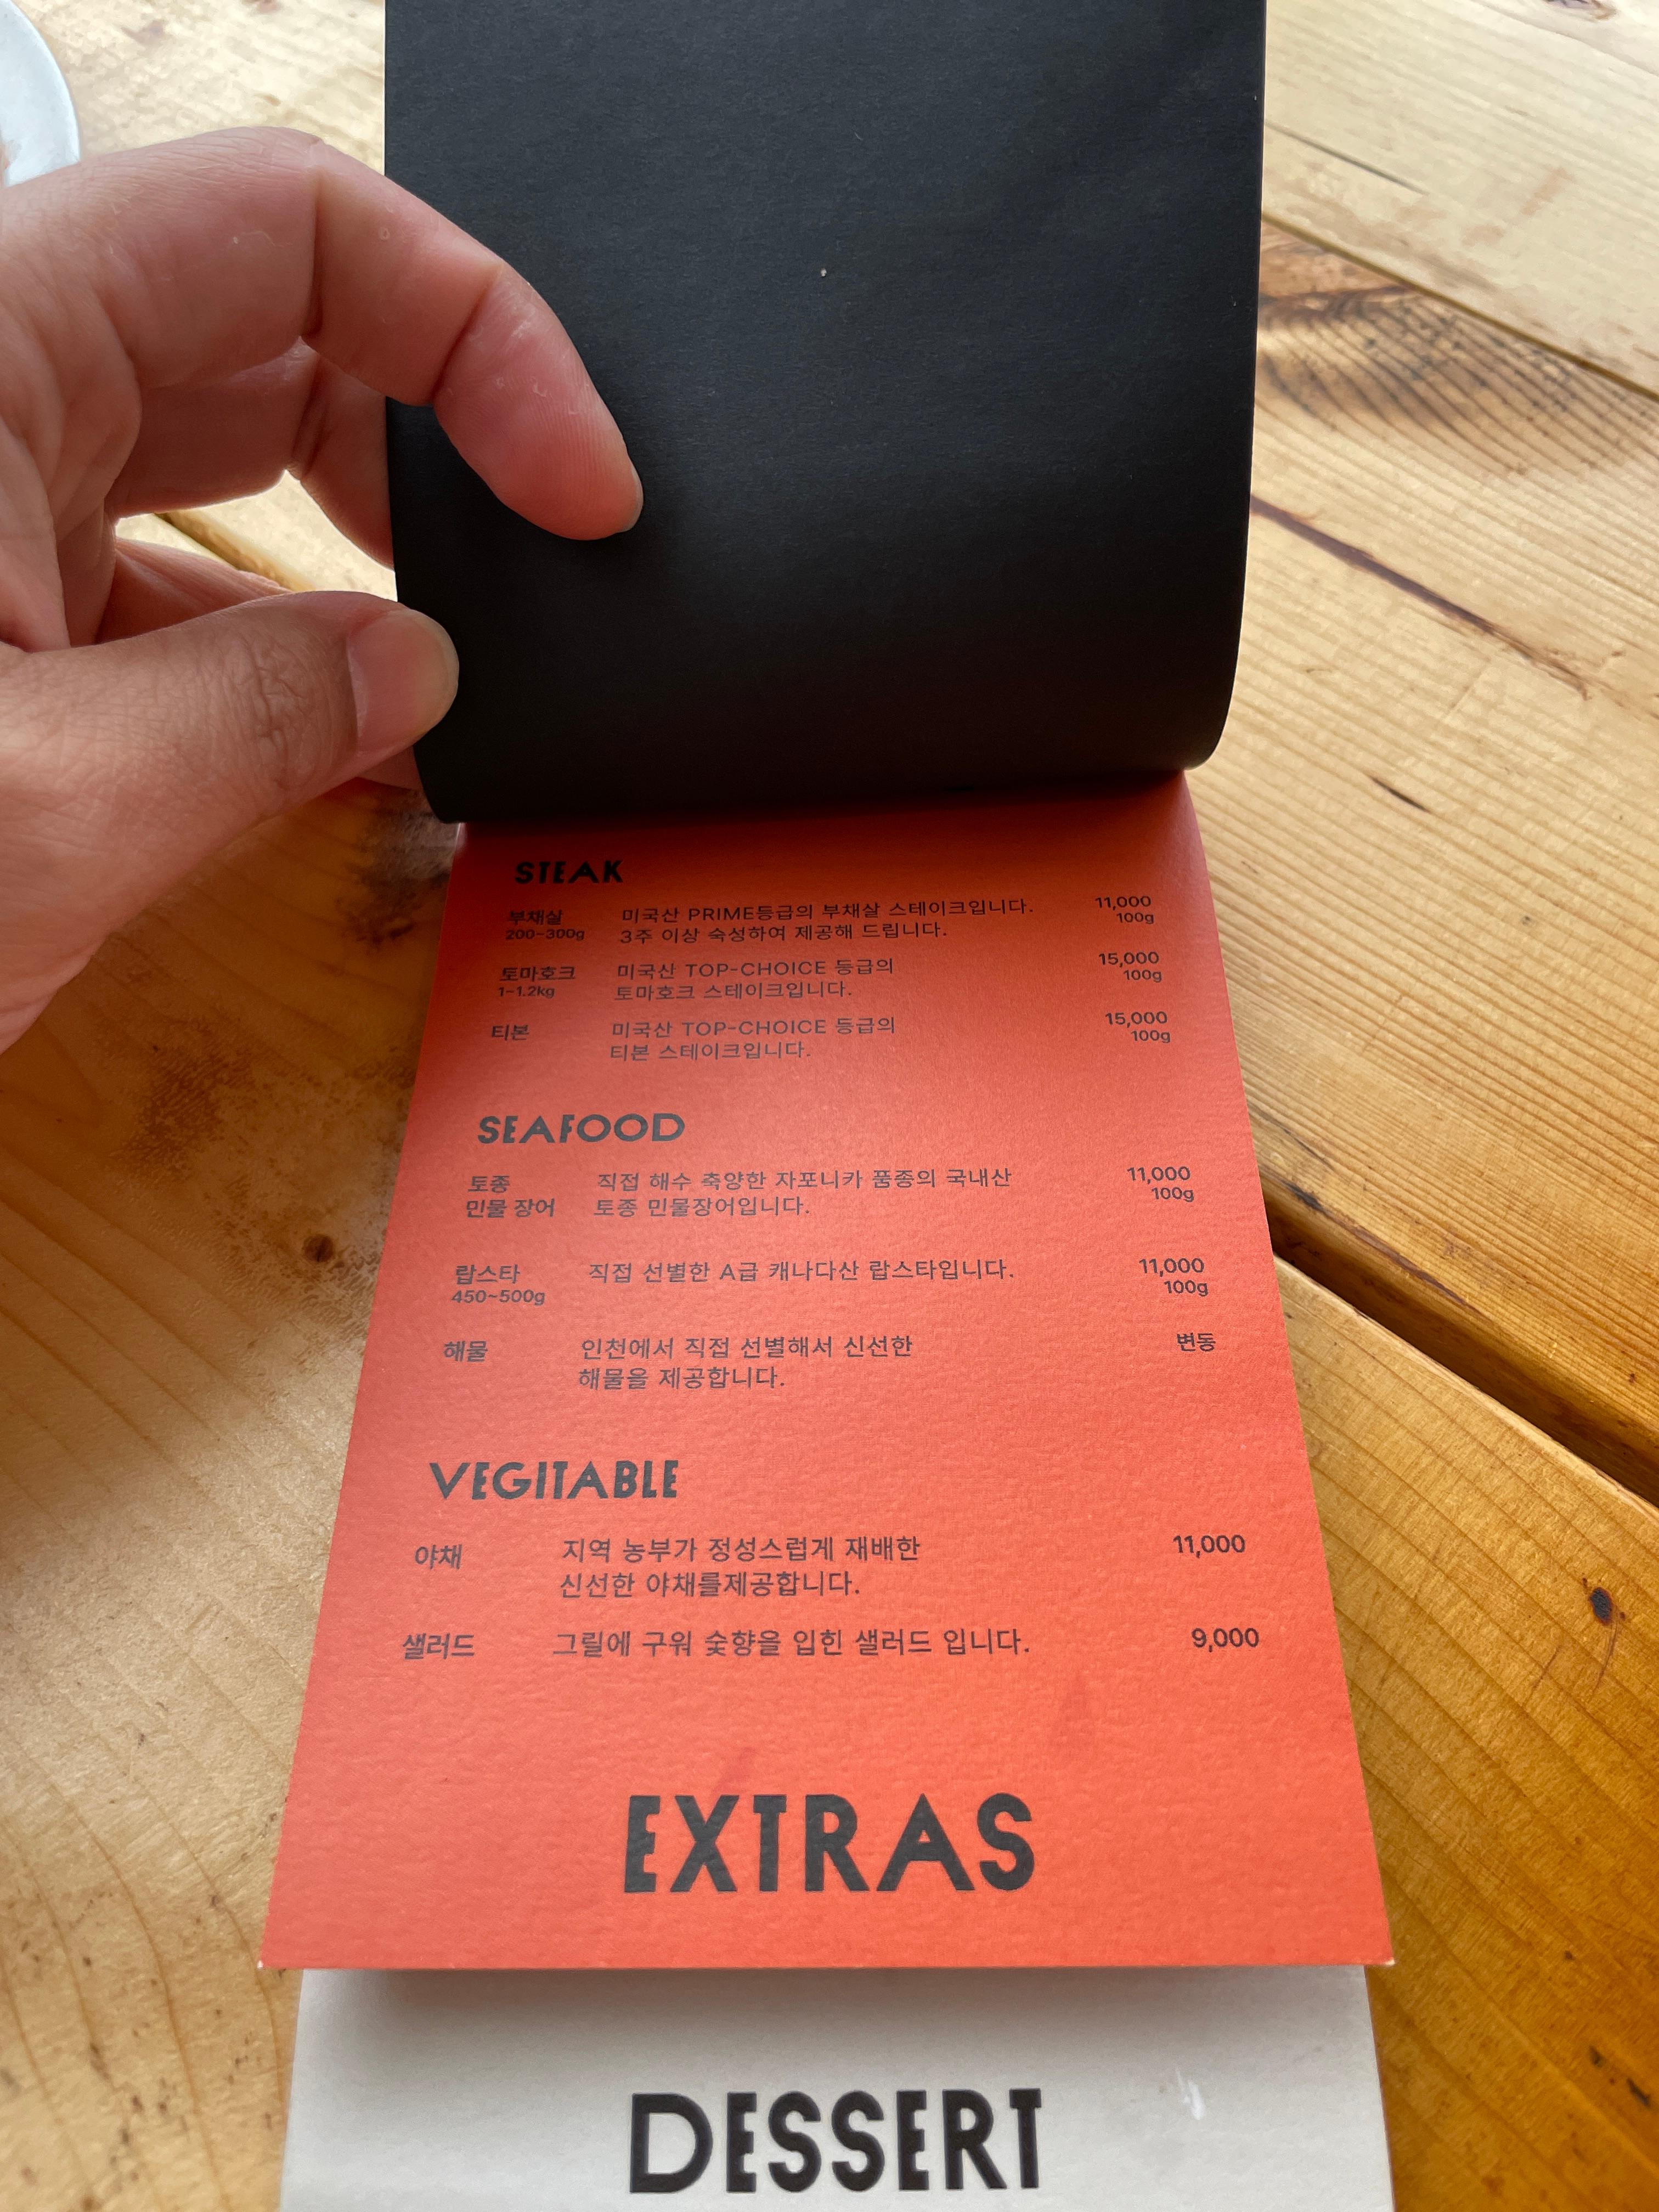 STEAK
부채살 미국산 PRIME등급의 부채살 스테이크입니다. 11,000
200-300g 3주 이상 숙성하여 제공해 드립니다. 100g
토마호크 미국산 TOP-CHOICE 등급의 15,000
1-1.2kg 토마호크 스테이크입니다. 100g
티본 미국산 TOP-CHOICE 등급의 15,000
티본 스테이크입니다. 100g
SEAFOOD
토종 직접 해수 축양한 자포니카 품종의 국내산 11,000
민물 장어 토종 민물장어입니다. 100g
랍스타 직접 선별한 A급 캐나다산 랍스타입니다. 11,000
450~500g 100g
해물 인천에서 직접 선별해서 신선한 변동
해물을 제공합니다.
VEGITABLE
야채 지역 농부가 정성스럽게 재배한 11,000
신선한 야채를제공합니다.
샐러드 그릴에 구워 숯향을 입힌 샐러드 입니다. 9,000
EXTRAS
DESSERT